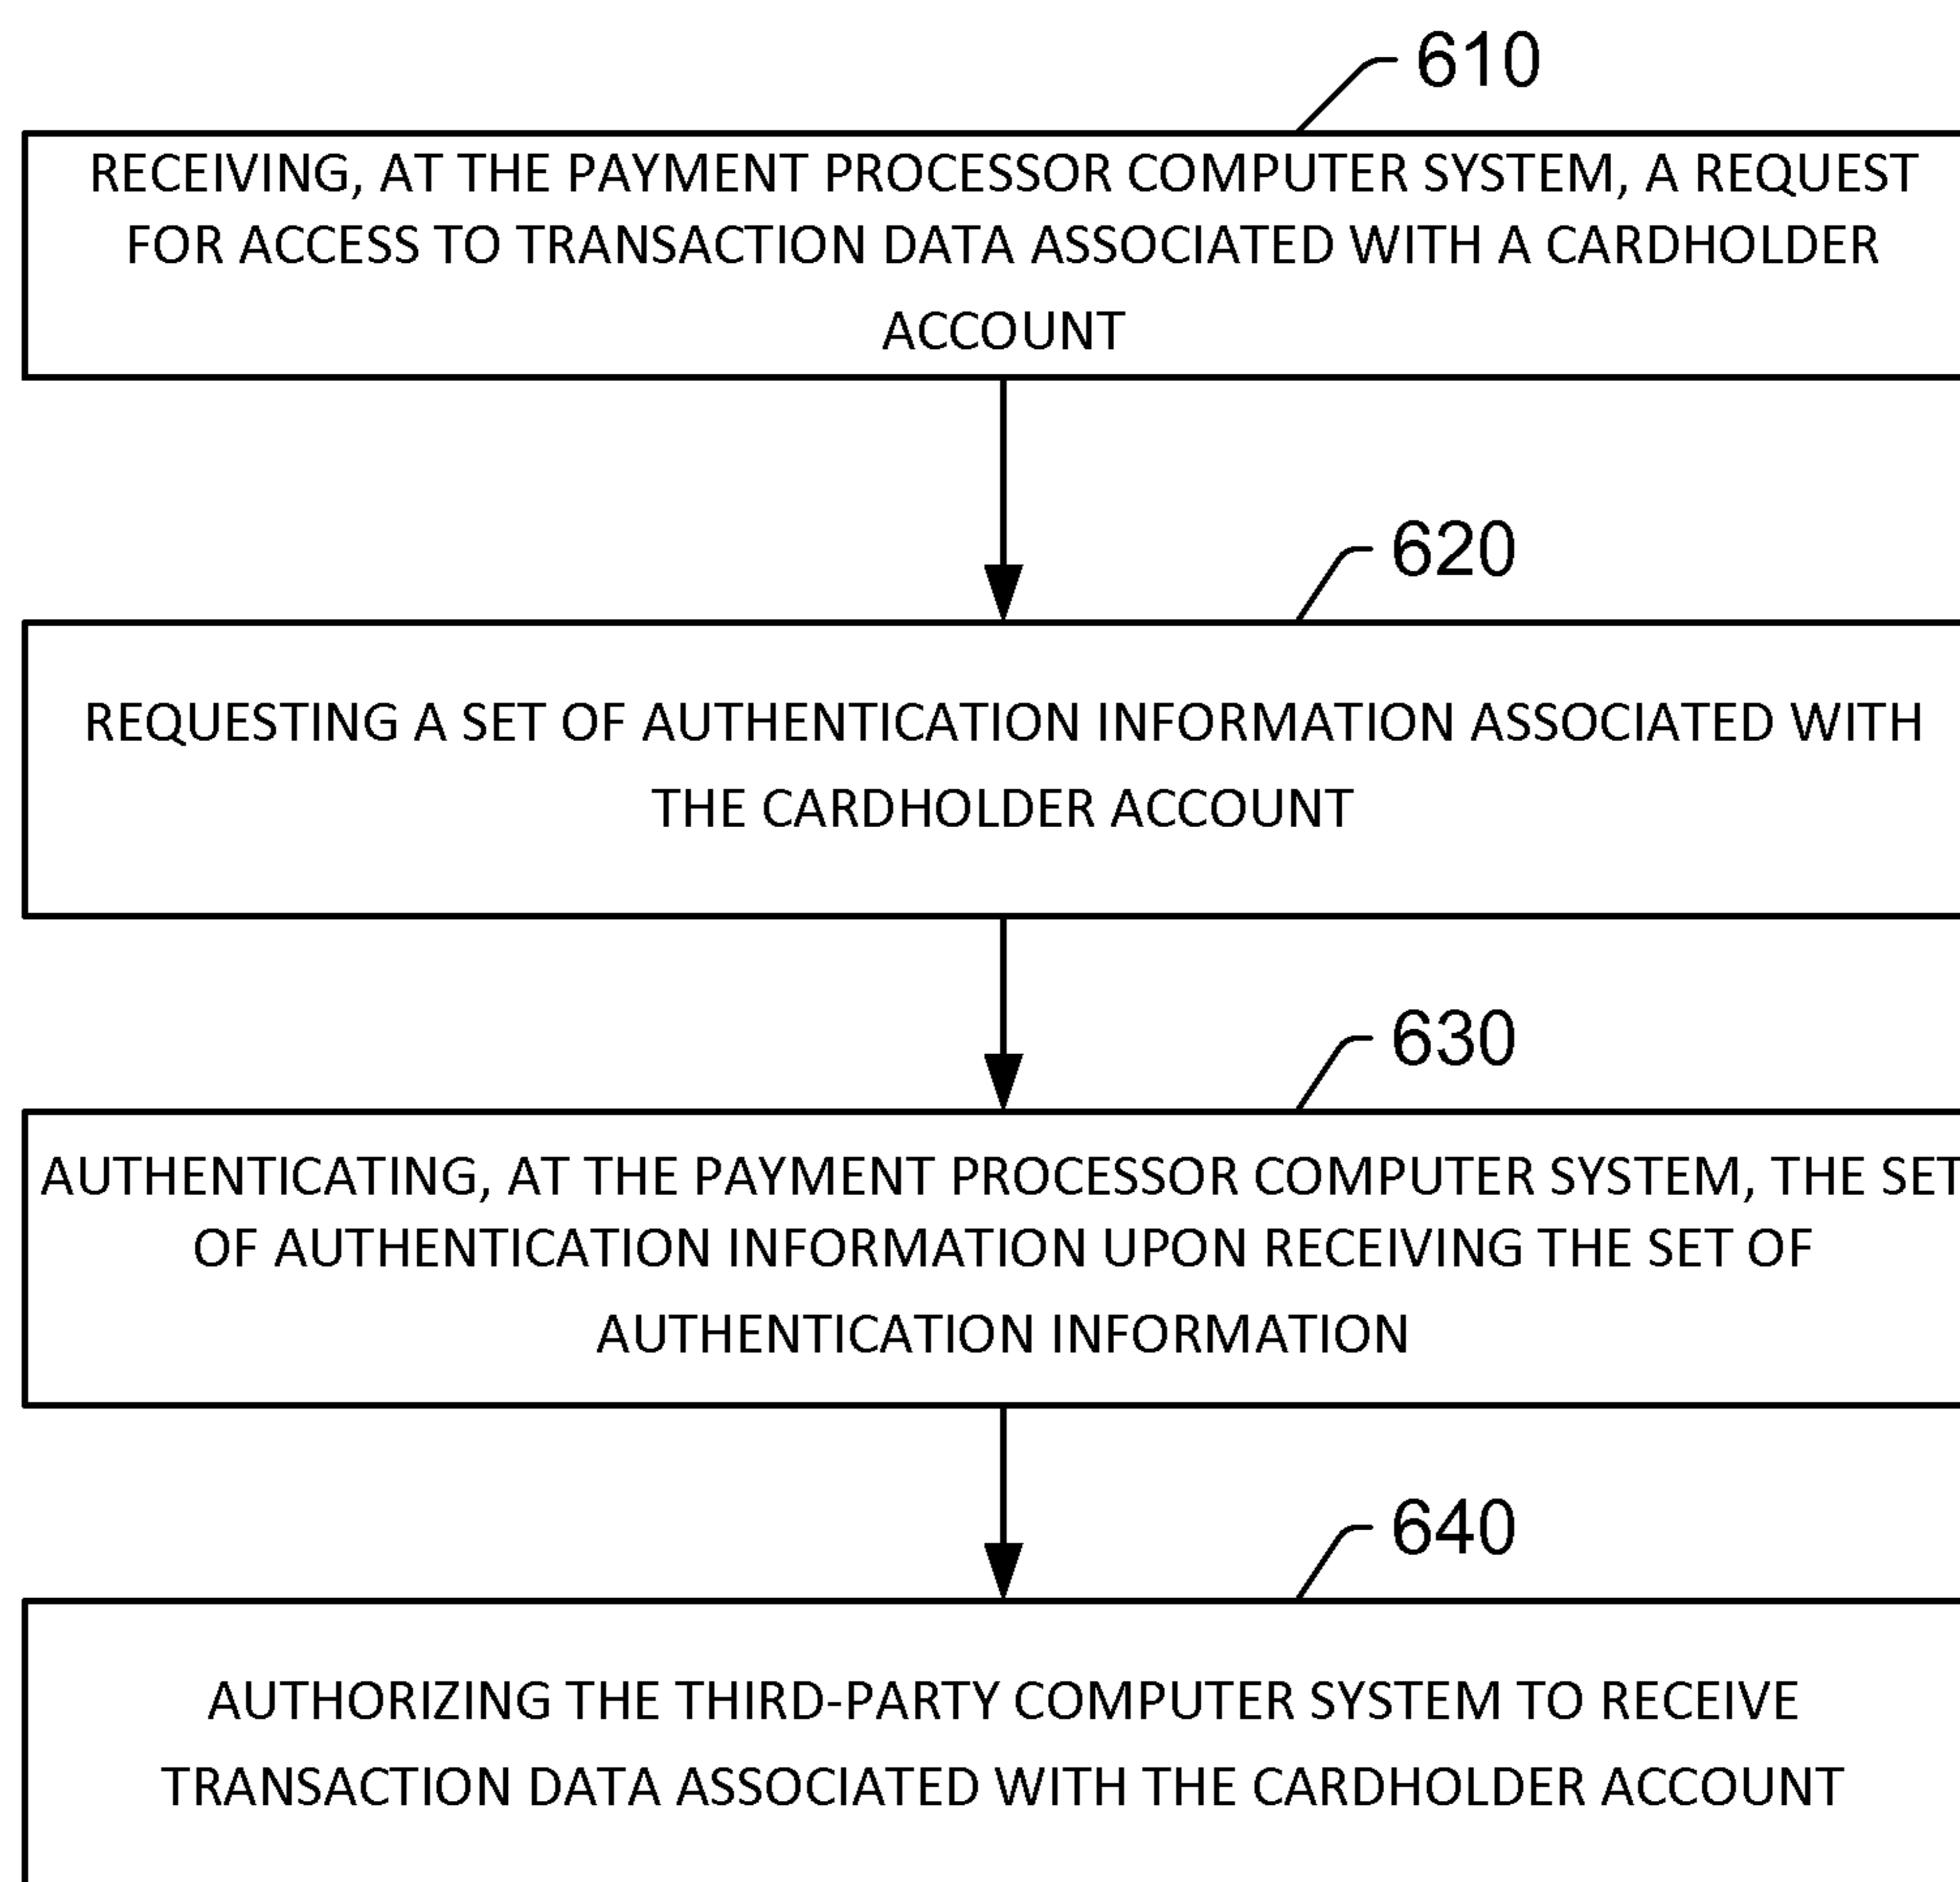 610
RECEIVING, AT THE PAYMENT PROCESSOR COMPUTER SYSTEM, A REQUEST
FOR ACCESS TO TRANSACTION DATA ASSOCIATED WITH A CARDHOLDER
ACCOUNT
620
REQUESTING A SET OF AUTHENTICATION INFORMATION ASSOCIATED WITH
THE CARDHOLDER ACCOUNT
630
AUTHENTICATING, AT THE PAYMENT PROCESSOR COMPUTER SYSTEM, THE SET
OF AUTHENTICATION INFORMATION UPON RECEIVING THE SET OF
AUTHENTICATION INFORMATION
640
AUTHORIZING THE THIRD-PARTY COMPUTER SYSTEM TO RECEIVE
TRANSACTION DATA ASSOCIATED WITH THE CARDHOLDER ACCOUNT